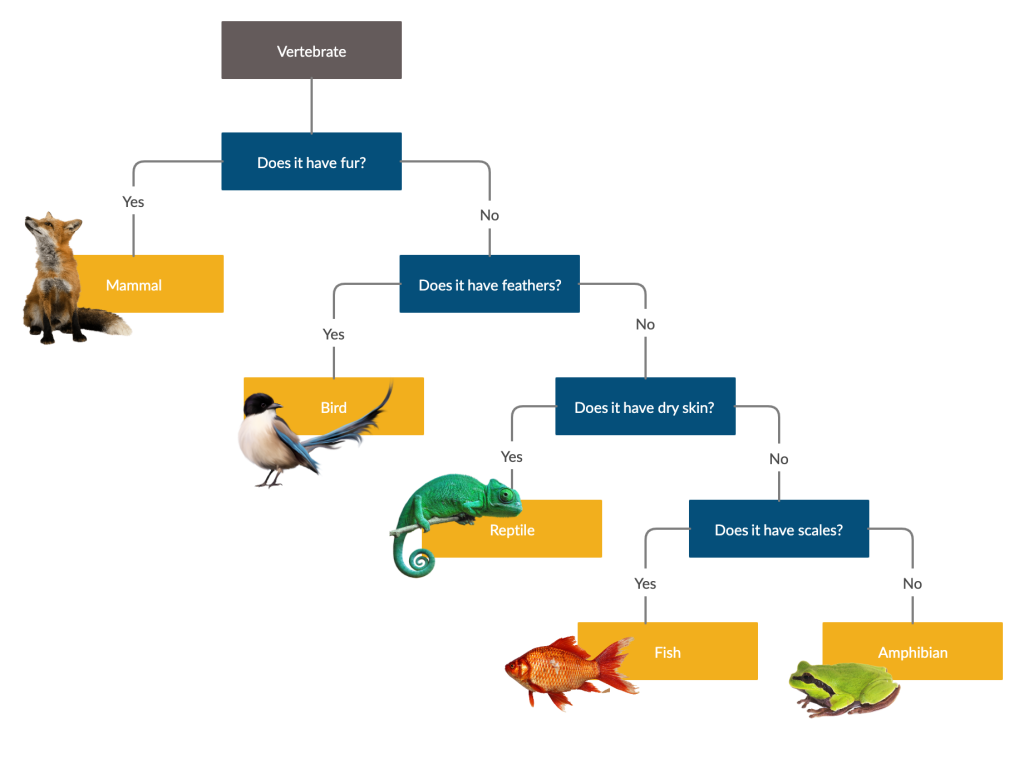 Vertebrate
Does it have fur?
Yes
No
Mammal
Does it have feathers?
Yes
No
Bird
Does it have dry skin?
Yes
No
Reptile
Does it have scales?
Yes
No
Fish
Amphibian